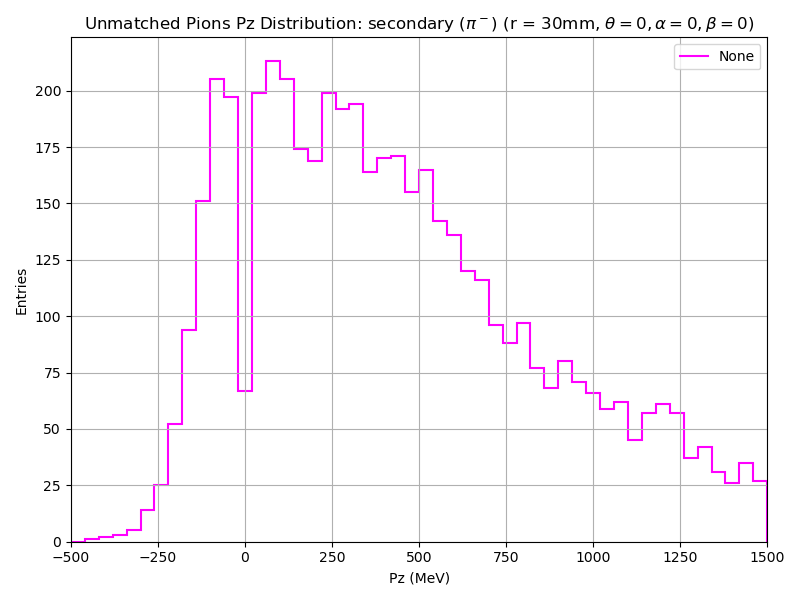 Unmatched Pions Pz Distribution: secondary (π⁻) (r = 30mm, θ = 0, α = 0, β = 0)
None
200
175
150
125
100
75
50
25
0
Entries
−500 −250 0 250 500 750 1000 1250 1500
Pz (MeV)